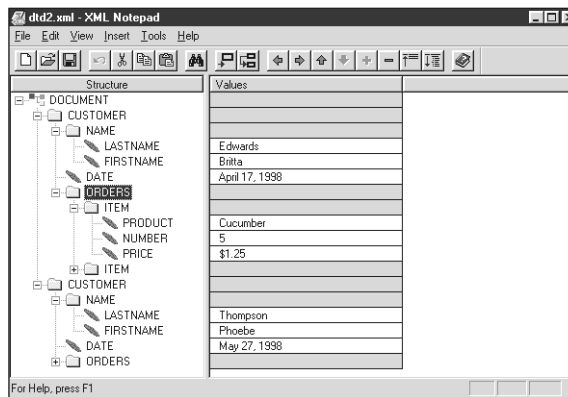 dtd2.xml - XML Notepad
File Edit View Insert Tools Help
Structure Values
DOCUMENT
CUSTOMER
NAME
LASTNAME Edwards
FIRSTNAME Britta
DATE April 17, 1998
ORDERS
ITEM
PRODUCT Cucumber
NUMBER 5
PRICE $1.25
ITEM
CUSTOMER
NAME
LASTNAME Thompson
FIRSTNAME Phoebe
DATE May 27, 1998
ORDERS
For Help, press F1